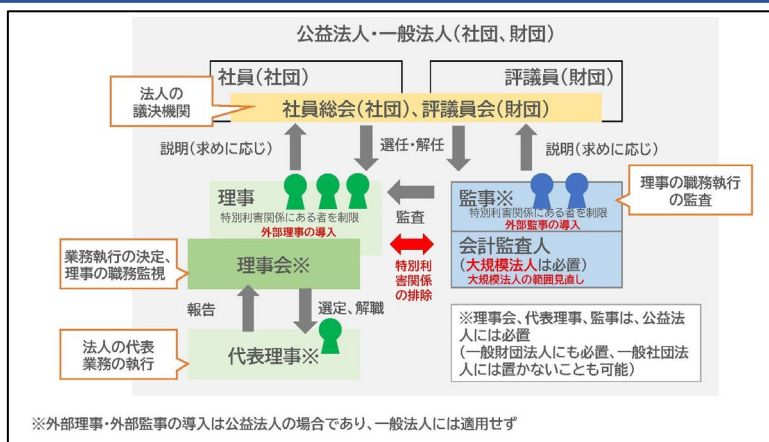 公益法人・一般法人(社団、財団)
社員(社団)
評議員(財団)
法人の
議決機関
社員総会(社団)、評議員会(財団)
説明(求めに応じ)
選任・解任
説明(求めに応じ)
理事
特別利害関係にある者を制限
外部理事の導入
監査
監事※
特別利害関係にある者を制限
外部監事の導入
理事の職務執行
の監査
業務執行の決定、
理事の職務監視
理事会※
特別利
害関係
の排除
会計監査人
(大規模法人は必置)
大規模法人の範囲見直し
報告
選定、解職
法人の代表
業務の執行
代表理事※
※理事会、代表理事、監事は、公益法
人には必置
(一般財団法人にも必置、一般社団法
人には置かないことも可能)
※外部理事・外部監事の導入は公益法人の場合であり、一般法人には適用せず